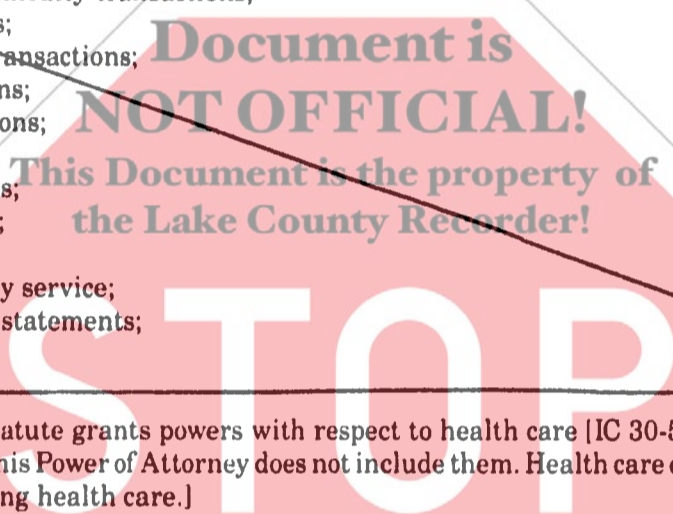 transactions;
s;
Document is
ansactions;
ns;
NOT OFFICIAL!
ons;
This Document is the property of
s;
the Lake County Recorder!
;
y service;
statements;
STOP
atute grants powers with respect to health care [IC 30-5
his Power of Attorney does not include them. Health care
ng health care.]